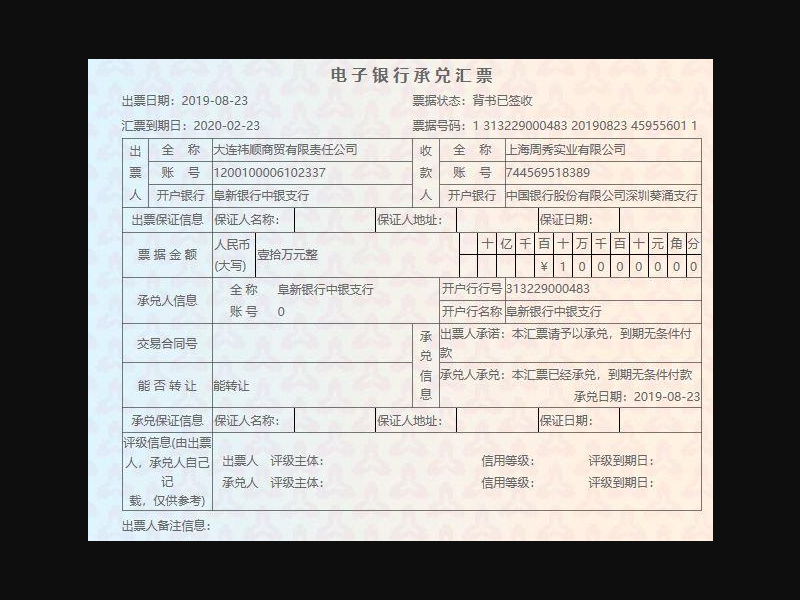 电子银行承兑汇票
出票日期：2019-08-23 票据状态：背书已签收
汇票到期日：2020-02-23 票据号码：1 313229000483 20190823 45955601 1
出票人 全 称 大连祎顺商贸有限责任公司 收款人 全 称 上海周秀实业有限公司
账 号 1200100006102337 账 号 744569518389
开户银行 阜新银行中银支行 开户银行 中国银行股份有限公司深圳葵涌支行
出票保证信息 保证人名称： 保证人地址： 保证日期：
票据金额 人民币(大写) 壹拾万元整 十 亿 千 百 十 万 千 百 十 元 角 分
¥ 1 0 0 0 0 0 0 0
承兑人信息 全 称 阜新银行中银支行 开户行行号 313229000483
账 号 0 开户行名称 阜新银行中银支行
交易合同号 承兑信息 出票人承诺：本汇票请予以承兑，到期无条件付
款
能否转让 能转让 承兑人承兑：本汇票已经承兑，到期无条件付款
承兑日期：2019-08-23
承兑保证信息 保证人名称： 保证人地址： 保证日期：
评级信息(由出票
人，承兑人自己
记
载，仅供参考)
出票人 评级主体： 信用等级： 评级到期日：
承兑人 评级主体： 信用等级： 评级到期日：
出票人备注信息：